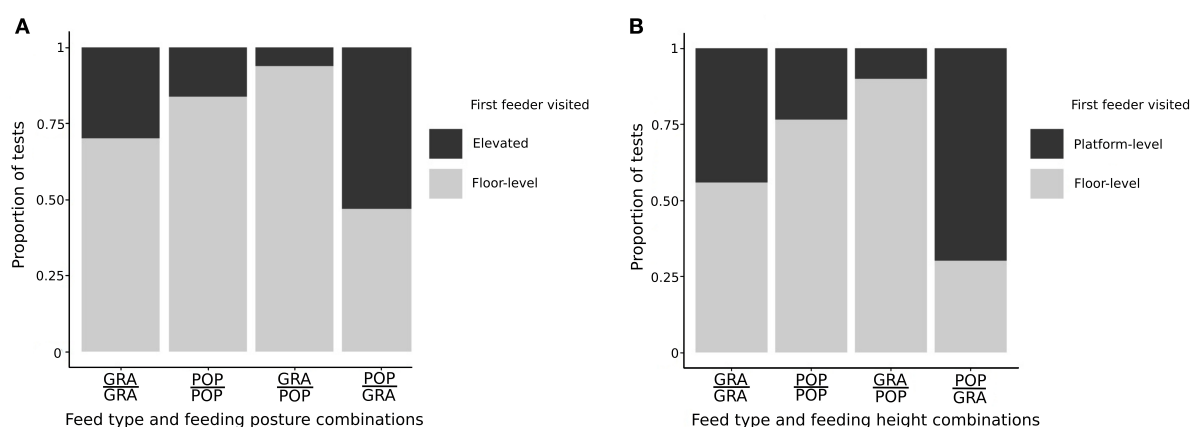 A
Proportion of tests
1
0.75
0.50
0.25
0
GRA
GRA
POP
POP
GRA
POP
POP
GRA
Feed type and feeding posture combinations
First feeder visited
Elevated
Floor-level
B
Proportion of tests
1
0.75
0.50
0.25
0
GRA
GRA
POP
POP
GRA
POP
POP
GRA
Feed type and feeding height combinations
First feeder visited
Platform-level
Floor-level